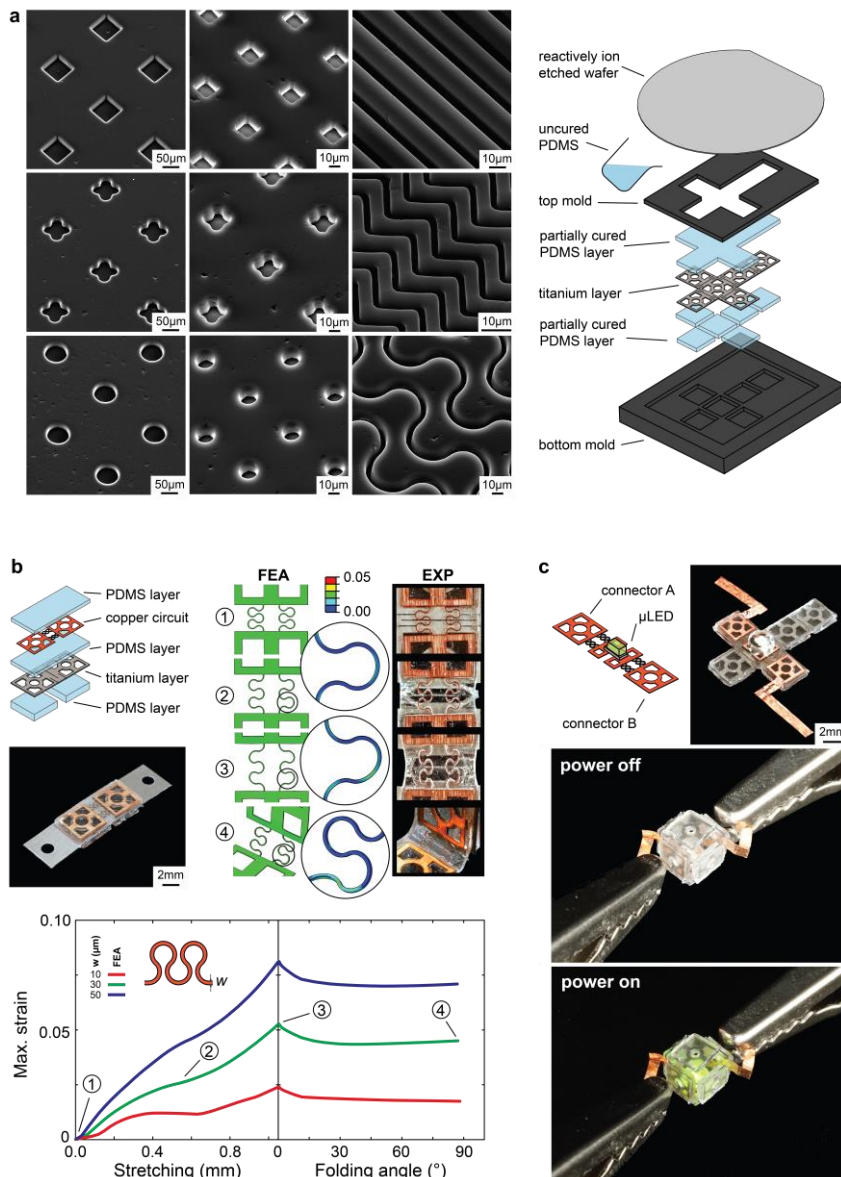 a
50µm
10µm
10µm
50µm
10µm
10µm
50µm
10µm
10µm
reactively ion
etched wafer
uncured
PDMS
top mold
partially cured
PDMS layer
titanium layer
partially cured
PDMS layer
bottom mold
b
PDMS layer
copper circuit
PDMS layer
titanium layer
PDMS layer
2mm
FEA
0.05
0.00
EXP
1
2
3
4
c
connector A
µLED
connector B
2mm
power off
power on
0.10
0.05
0
Max. strain
w (µm)
FEA
10
30
50
w
1
2
3
4
0.0
0.4
0.8
0
30
60
90
Stretching (mm)
Folding angle (°)